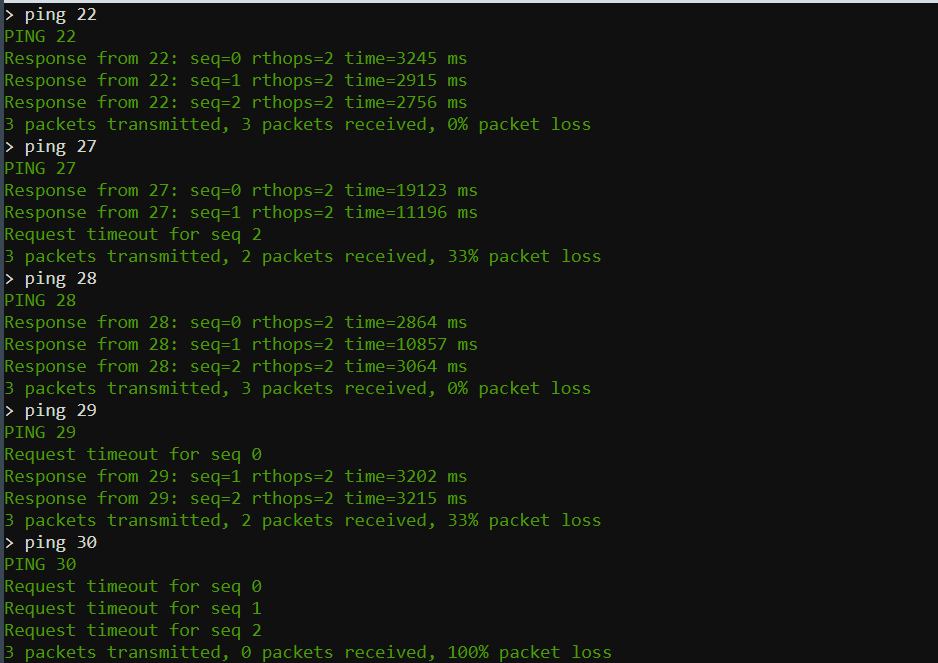 > ping 22
PING 22
Response from 22: seq=0 rthops=2 time=3245 ms
Response from 22: seq=1 rthops=2 time=2915 ms
Response from 22: seq=2 rthops=2 time=2756 ms
3 packets transmitted, 3 packets received, 0% packet loss
> ping 27
PING 27
Response from 27: seq=0 rthops=2 time=19123 ms
Response from 27: seq=1 rthops=2 time=11196 ms
Request timeout for seq 2
3 packets transmitted, 2 packets received, 33% packet loss
> ping 28
PING 28
Response from 28: seq=0 rthops=2 time=2864 ms
Response from 28: seq=1 rthops=2 time=10857 ms
Response from 28: seq=2 rthops=2 time=3064 ms
3 packets transmitted, 3 packets received, 0% packet loss
> ping 29
PING 29
Request timeout for seq 0
Response from 29: seq=1 rthops=2 time=3202 ms
Response from 29: seq=2 rthops=2 time=3215 ms
3 packets transmitted, 2 packets received, 33% packet loss
> ping 30
PING 30
Request timeout for seq 0
Request timeout for seq 1
Request timeout for seq 2
3 packets transmitted, 0 packets received, 100% packet loss